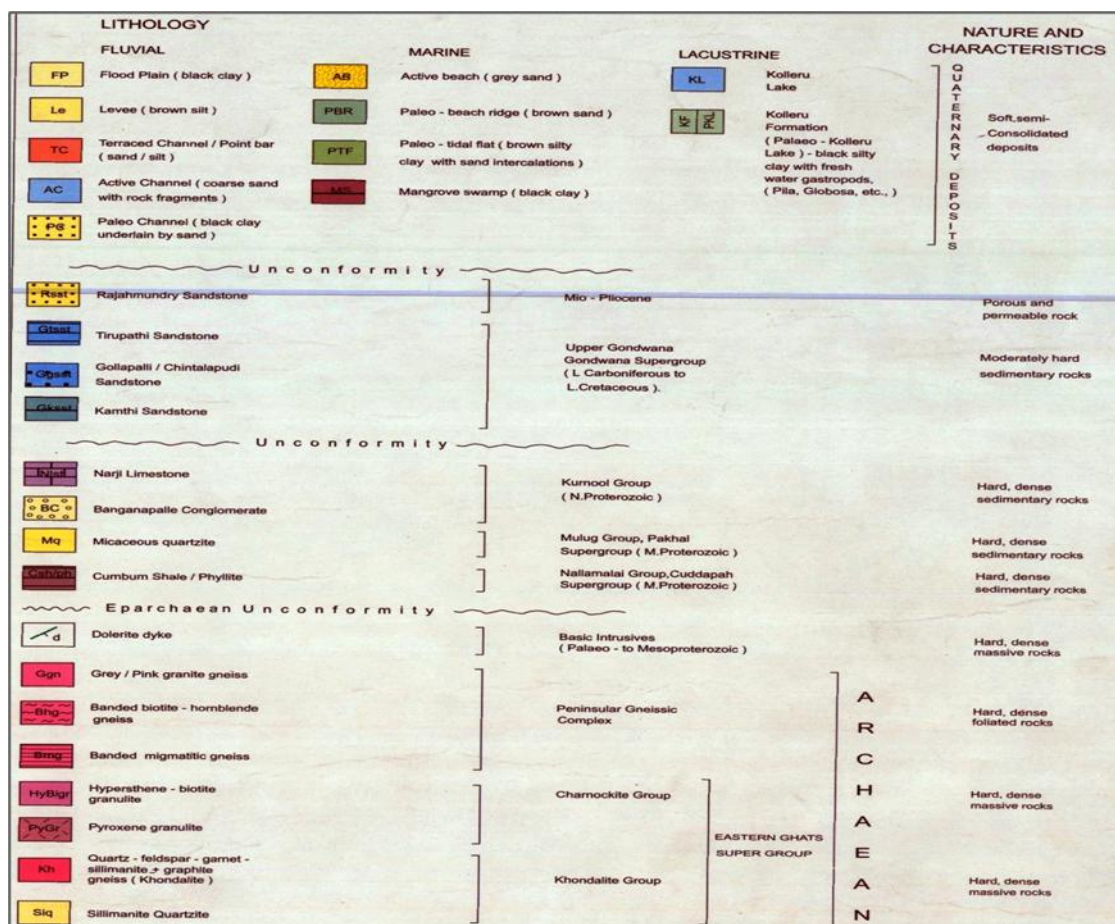 LITHOLOGY
FLUVIAL
MARINE
LACUSTRINE
NATURE AND
CHARACTERISTICS
FP
Flood Plain ( black clay )
Le
Levee ( brown silt )
TC
Terraced Channel / Point bar
( sand / silt )
AC
Active Channel ( coarse sand
with rock fragments )
PC
Paleo Channel ( black clay
underlain by sand )
AB
Active beach ( grey sand )
PBR
Paleo - beach ridge ( brown sand )
PTF
Paleo - tidal flat ( brown silty
clay with sand intercalations )
MS
Mangrove swamp ( black clay )
KL
Kolleru
Lake
KF
PKL
Kolleru
Formation
( Palaeo - Kolleru
Lake ) - black silty
clay with fresh
water gastropods,
( Pila, Globosa, etc., )
QUATERNARY DEPOSITS
Soft,semi-
Consolidated
deposits
Unconformity
Rsst
Rajahmundry Sandstone
Mio - Pliocene
Porous and
permeable rock
Gtsst
Tirupathi Sandstone
Ggsst
Gollapalli / Chintalapudi
Sandstone
Gksst
Kamthi Sandstone
Upper Gondwana
Gondwana Supergroup
( L Carboniferous to
L.Cretaceous ).
Moderately hard
sedimentary rocks
Unconformity
Narji Limestone
BC
Banganapalle Conglomerate
Kurnool Group
( N.Proterozoic )
Hard, dense
sedimentary rocks
Mq
Micaceous quartzite
Mulug Group, Pakhal
Supergroup ( M.Proterozoic )
Hard, dense
sedimentary rocks
Csh/ph
Cumbum Shale / Phyllite
Nallamalai Group,Cuddapah
Supergroup ( M.Proterozoic )
Hard, dense
sedimentary rocks
Eparchaean Unconformity
d
Dolerite dyke
Basic Intrusives
( Palaeo - to Mesoproterozoic )
Hard, dense
massive rocks
Ggn
Grey / Pink granite gneiss
Bhg
Banded biotite - hornblende
gneiss
Bmg
Banded migmatitic gneiss
Peninsular Gneissic
Complex
Hard, dense
foliated rocks
HyBigr
Hypersthene - biotite
granulite
PyGr
Pyroxene granulite
Charnockite Group
Hard, dense
massive rocks
Kh
Quartz - feldspar - garnet -
sillimanite + graphite
gneiss ( Khondalite )
Siq
Sillimanite Quartzite
Khondalite Group
Hard, dense
massive rocks
EASTERN GHATS
SUPER GROUP
ARCHAEAN